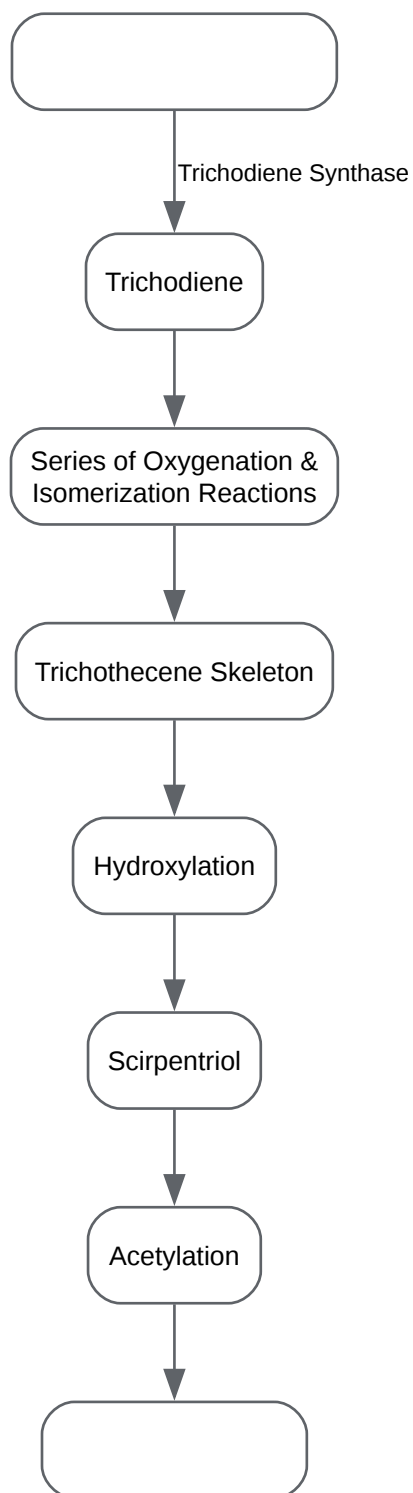 Trichodiene Synthase
Trichodiene
Series of Oxygenation &
Isomerization Reactions
Trichothecene Skeleton
Hydroxylation
Scirpentriol
Acetylation